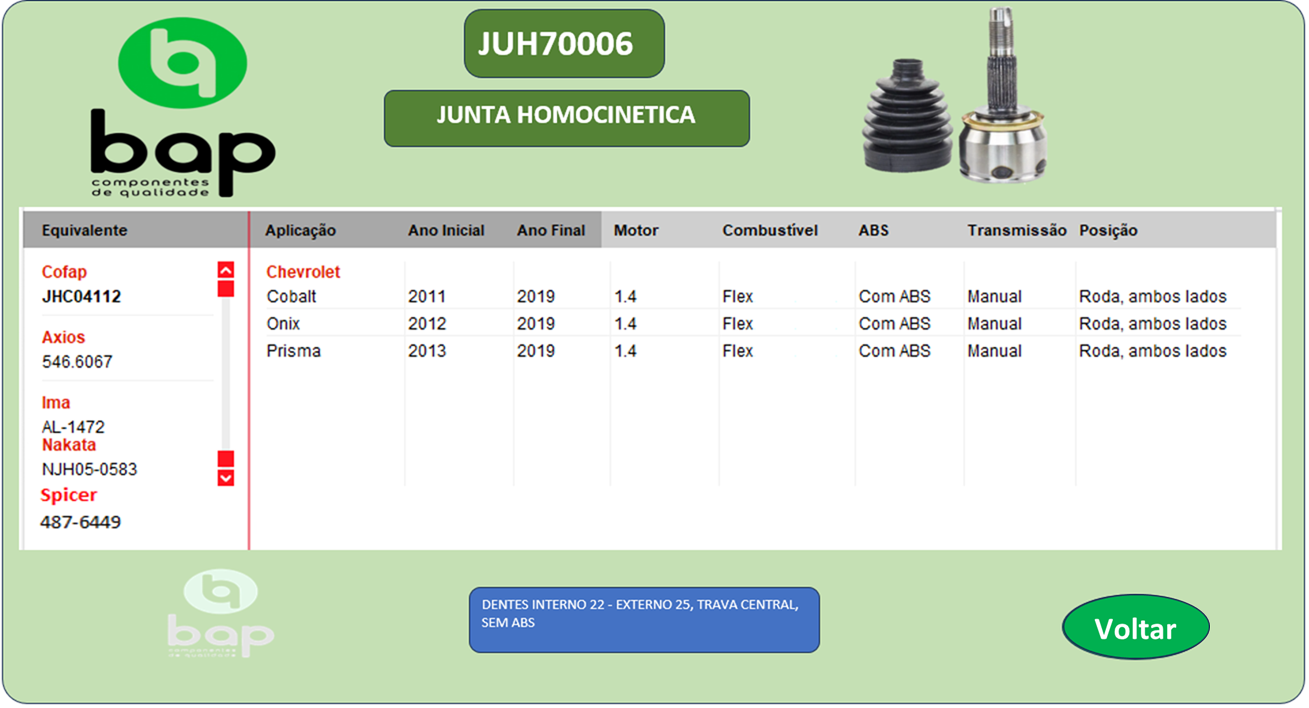 bap
componentes
de qualidade
JUH70006
JUNTA HOMOCINETICA
Equivalente
Cofap
JHC04112
Axios
546.6067
Ima
AL-1472
Nakata
NJH05-0583
Spicer
487-6449
Aplicação Ano Inicial Ano Final Motor Combustível ABS Transmissão Posição
Chevrolet
Cobalt 2011 2019 1.4 Flex Com ABS Manual Roda, ambos lados
Onix 2012 2019 1.4 Flex Com ABS Manual Roda, ambos lados
Prisma 2013 2019 1.4 Flex Com ABS Manual Roda, ambos lados
bap
componentes
de qualidade
DENTES INTERNO 22 - EXTERNO 25, TRAVA CENTRAL,
SEM ABS
Voltar